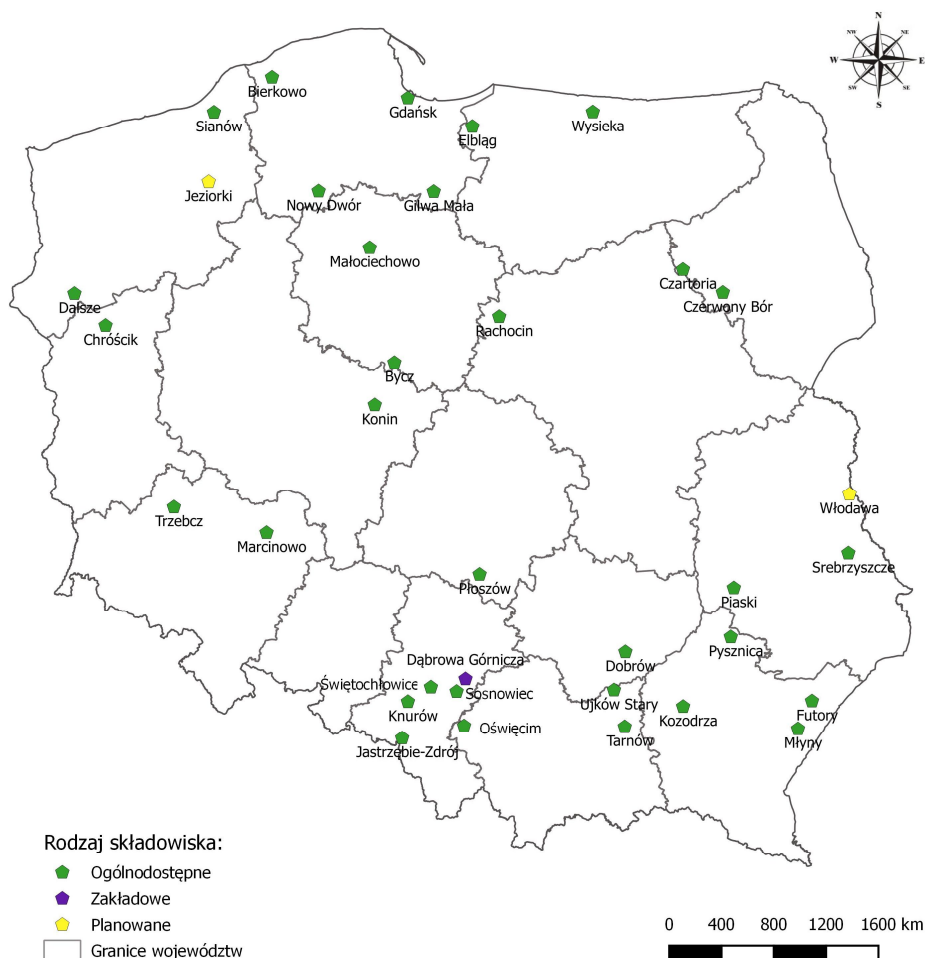 N
NW
NE
W
E
SW
SE
S
Bierkowo
Gdańsk
Sianów
Elbląg
Wysieka
Jeziorki
Nowy Dwór
Gilwa Mała
Małociechowo
Czartoria
Dalsze
Czerwony Bór
Chróścik
Rachocin
Bycz
Konin
Trzebcz
Włodawa
Marcinowo
Srebrzyszcze
Płoszów
Piaski
Pysznica
Dobrów
Dąbrowa Górnicza
Świętochłowice
Sosnowiec
Ujków Stary
Knurów
Kozodrza
Futory
Oświęcim
Tarnów
Młyny
Jastrzębie-Zdrój
Rodzaj składowiska:
Ogólnodostępne
Zakładowe
Planowane
Granice województw
0 400 800 1200 1600 km